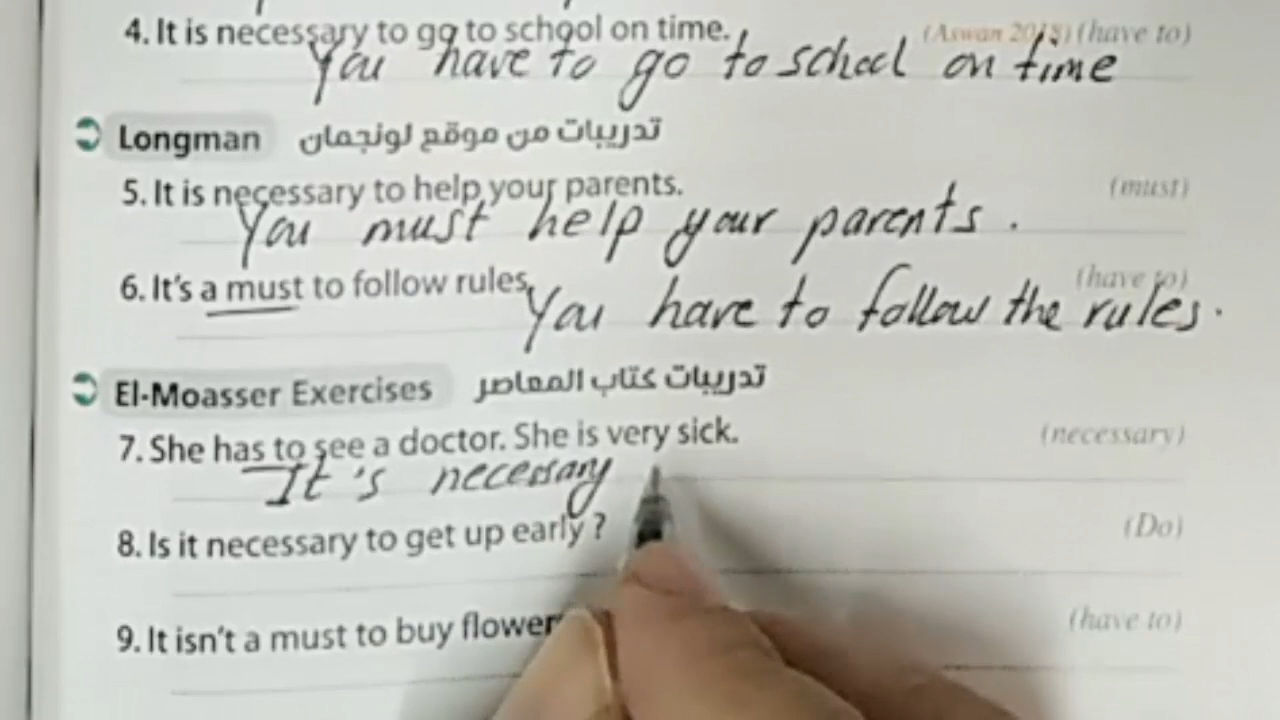 4. It is necessary to go to school on time. (Aswan 2018) (have to)
You have to go to school on time
Longman تدريبات من موقع لونجمان
5. It is necessary to help your parents. (must)
You must help your parents.
6. It's a must to follow rules. (have to)
You have to follow the rules.
El-Moasser Exercises تدريبات كتاب المعاصر
7. She has to see a doctor. She is very sick. (necessary)
It's necessary
8. Is it necessary to get up early? (Do)
9. It isn't a must to buy (have to)